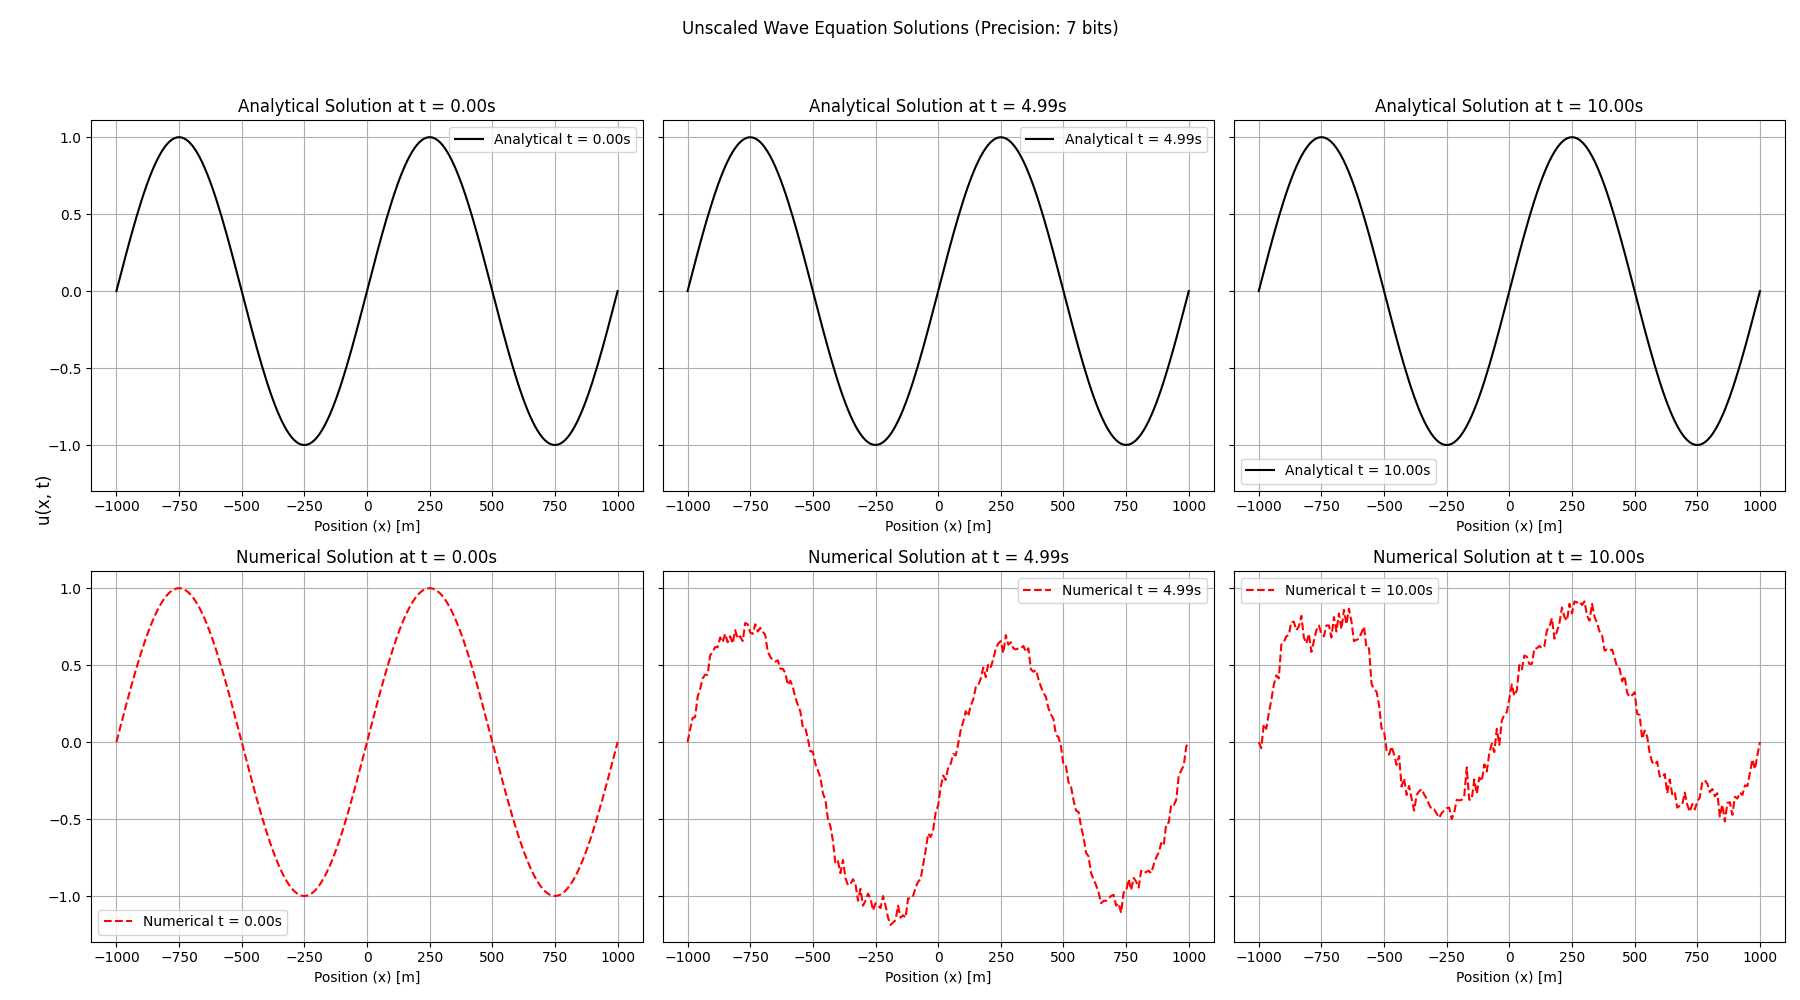 Unscaled Wave Equation Solutions (Precision: 7 bits)
Analytical Solution at t = 0.00s
Analytical Solution at t = 4.99s
Analytical Solution at t = 10.00s
Analytical t = 0.00s
Analytical t = 4.99s
Analytical t = 10.00s
1.0
0.5
0.0
−0.5
−1.0
−1000 −750 −500 −250 0 250 500 750 1000
−1000 −750 −500 −250 0 250 500 750 1000
−1000 −750 −500 −250 0 250 500 750 1000
Position (x) [m]
Position (x) [m]
Position (x) [m]
u(x, t)
Numerical Solution at t = 0.00s
Numerical Solution at t = 4.99s
Numerical Solution at t = 10.00s
Numerical t = 0.00s
Numerical t = 4.99s
Numerical t = 10.00s
1.0
0.5
0.0
−0.5
−1.0
−1000 −750 −500 −250 0 250 500 750 1000
−1000 −750 −500 −250 0 250 500 750 1000
−1000 −750 −500 −250 0 250 500 750 1000
Position (x) [m]
Position (x) [m]
Position (x) [m]